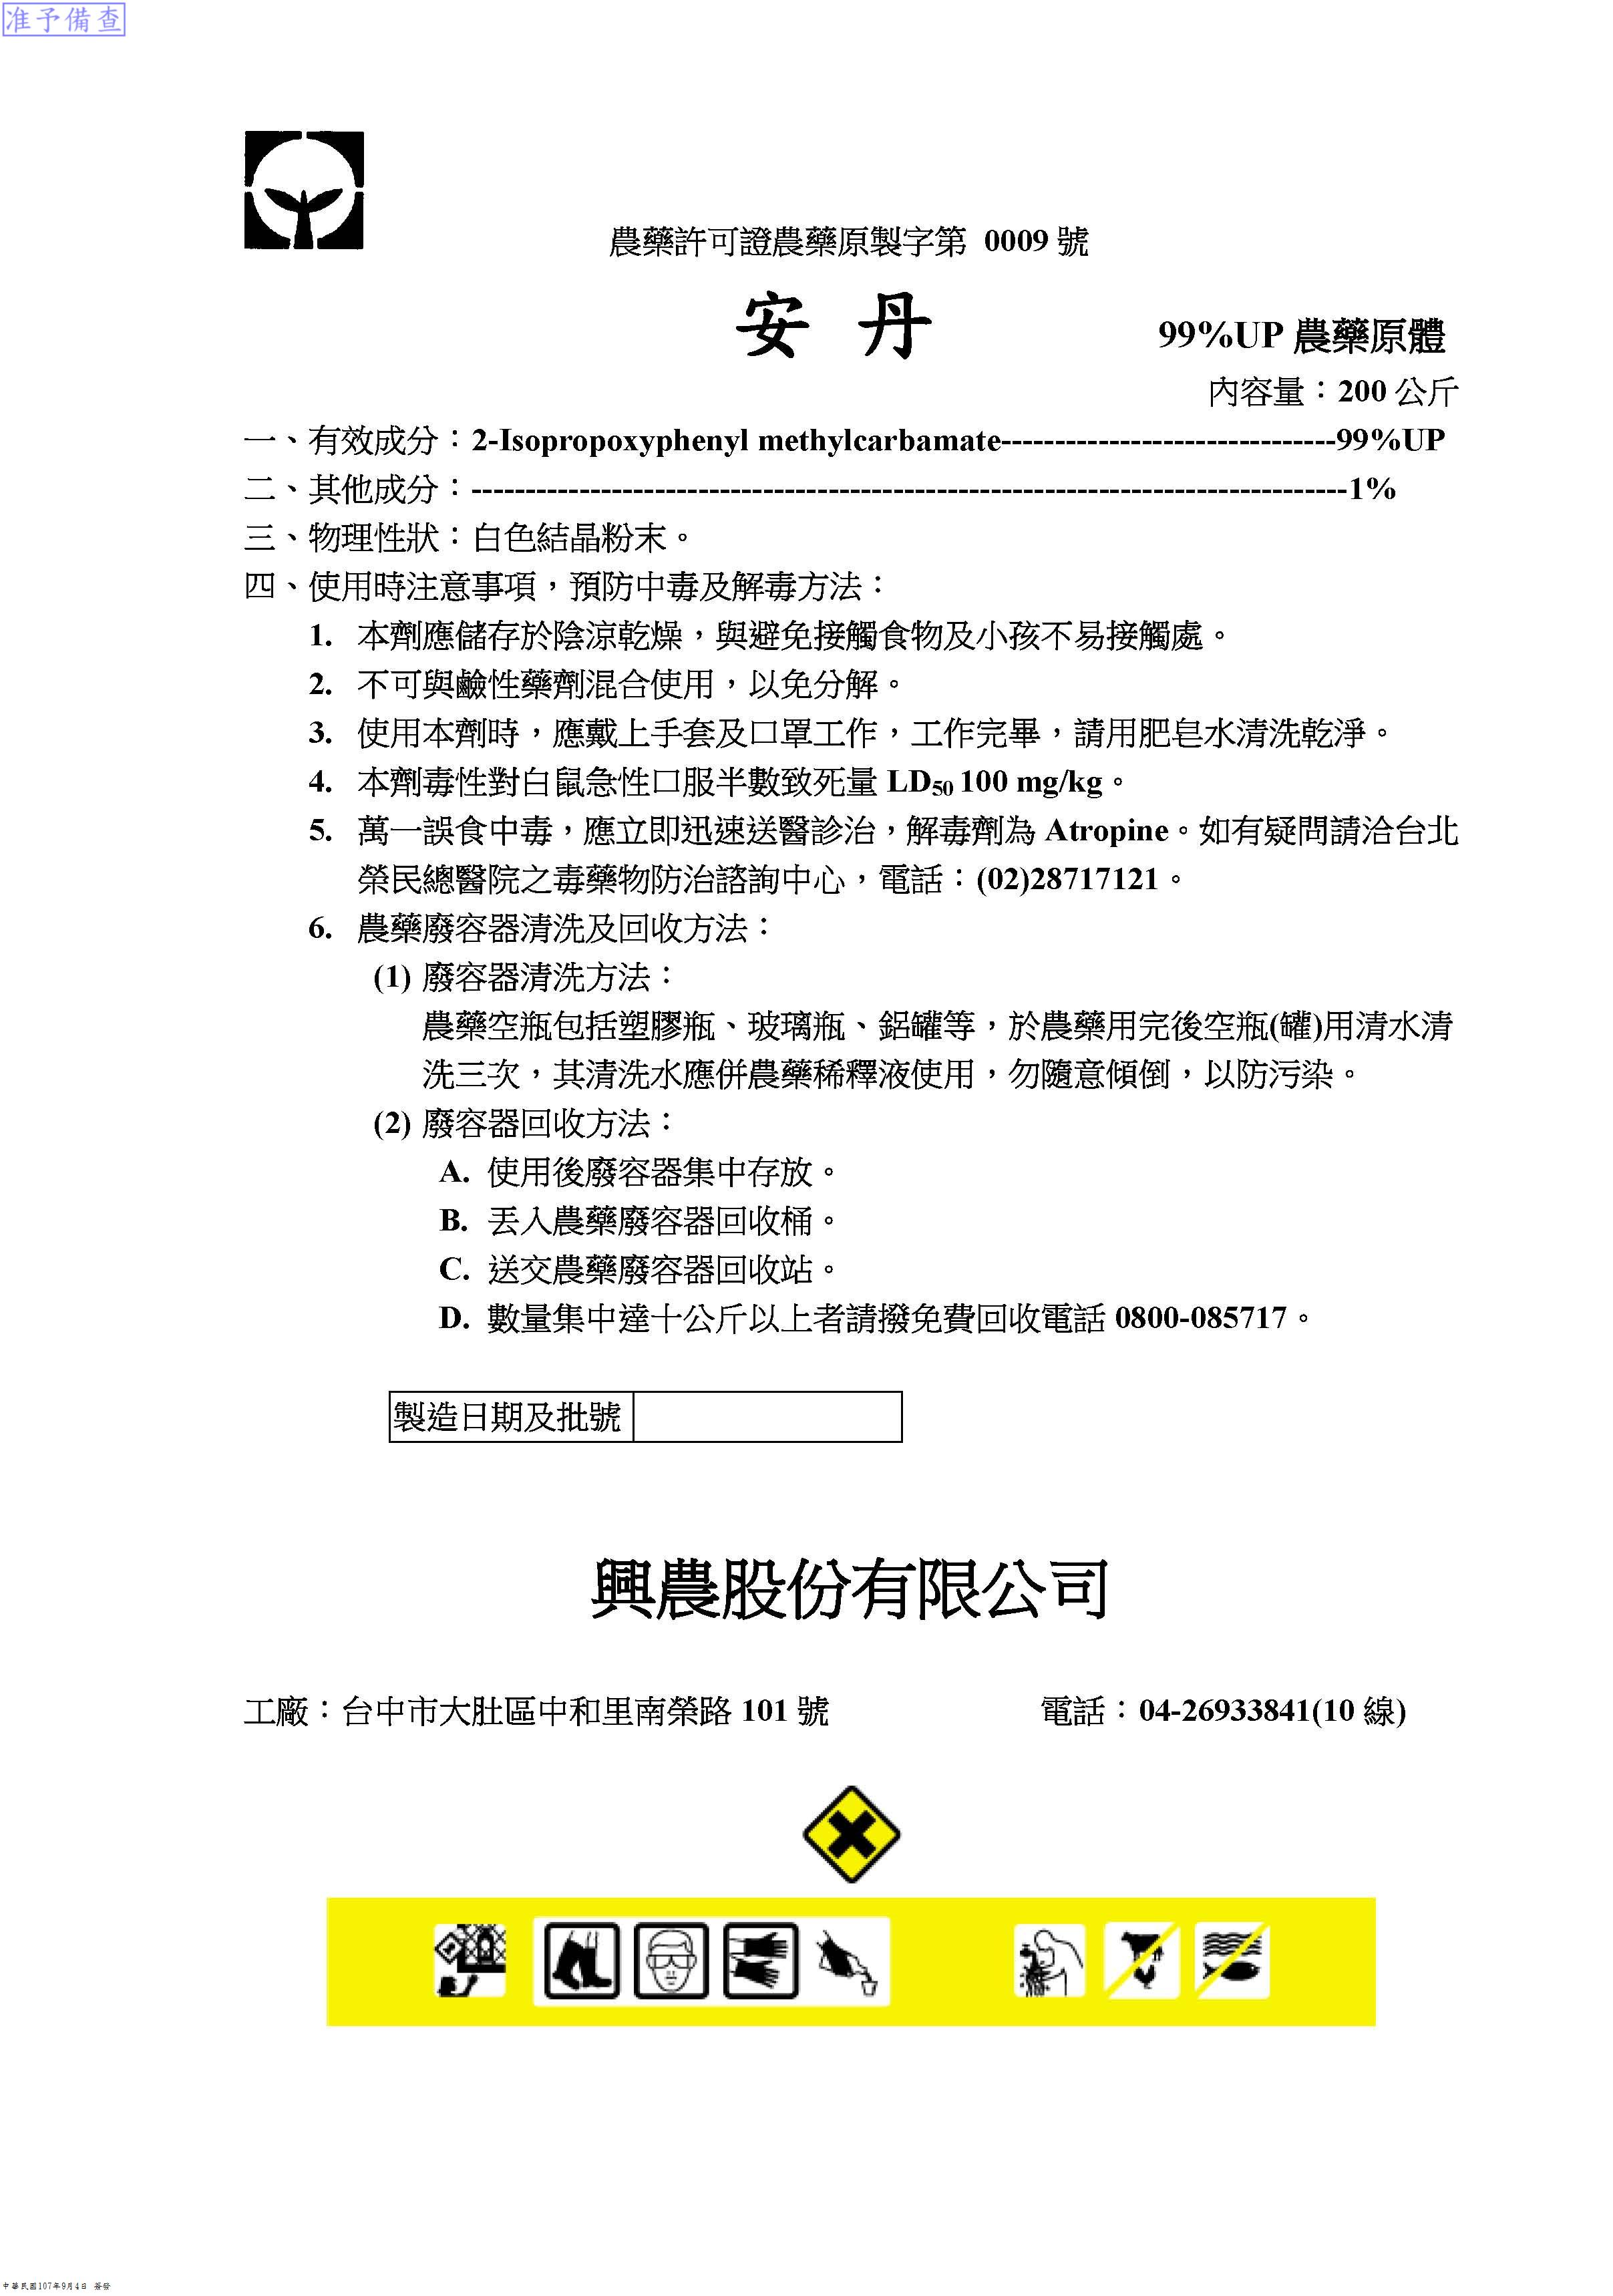 准予備查
農藥許可證農藥原製字第 0009 號
安 丹
99%UP 農藥原體
內容量：200 公斤
一、有效成分：2-Isopropoxyphenyl methylcarbamate-------------------------------99%UP
二、其他成分：---------------------------------------------------------------------------------1%
三、物理性狀：白色結晶粉末。
四、使用時注意事項，預防中毒及解毒方法：
1. 本劑應儲存於陰涼乾燥，與避免接觸食物及小孩不易接觸處。
2. 不可與鹼性藥劑混合使用，以免分解。
3. 使用本劑時，應戴上手套及口罩工作，工作完畢，請用肥皂水清洗乾淨。
4. 本劑毒性對白鼠急性口服半數致死量 LD50 100 mg/kg。
5. 萬一誤食中毒，應立即迅速送醫診治，解毒劑為 Atropine。如有疑問請洽台北
榮民總醫院之毒藥物防治諮詢中心，電話：(02)28717121。
6. 農藥廢容器清洗及回收方法：
(1) 廢容器清洗方法：
農藥空瓶包括塑膠瓶、玻璃瓶、鋁罐等，於農藥用完後空瓶(罐)用清水清
洗三次，其清洗水應併農藥稀釋液使用，勿隨意傾倒，以防污染。
(2) 廢容器回收方法：
A. 使用後廢容器集中存放。
B. 丟入農藥廢容器回收桶。
C. 送交農藥廢容器回收站。
D. 數量集中達十公斤以上者請撥免費回收電話 0800-085717。
製造日期及批號
興農股份有限公司
工廠：台中市大肚區中和里南榮路 101 號 電話：04-26933841(10 線)
中華民國107年9月4日 簽發